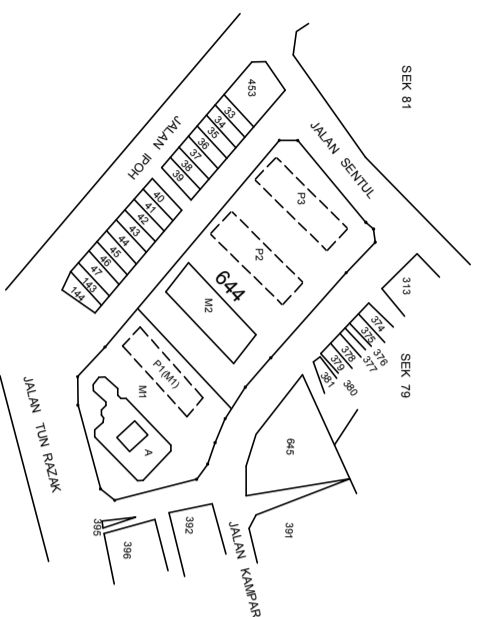 SEK 81
453
JALAN SENTUL
33
34
35
36
37
38
39
JALAN IPOH
40
41
42
43
44
45
46
47
143
144
P3
P2
644
M2
P1(M1)
M1
A
313
374
375
376
377
378
379
380
381
SEK 79
645
391
392
395
396
JALAN KAMPAR
JALAN TUN RAZAK